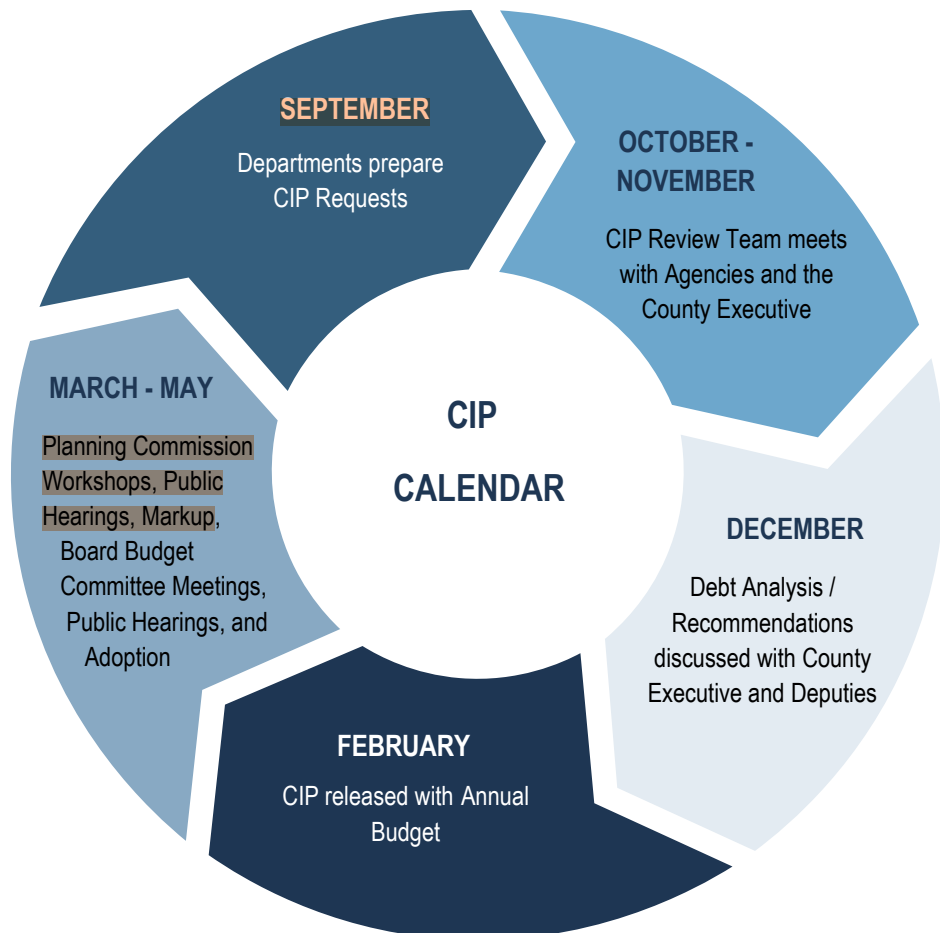 SEPTEMBER
Departments prepare
CIP Requests
OCTOBER -
NOVEMBER
CIP Review Team meets
with Agencies and the
County Executive
DECEMBER
Debt Analysis /
Recommendations
discussed with County
Executive and Deputies
FEBRUARY
CIP released with Annual
Budget
MARCH - MAY
Planning Commission
Workshops, Public
Hearings, Markup,
Board Budget
Committee Meetings,
Public Hearings, and
Adoption
CIP
CALENDAR